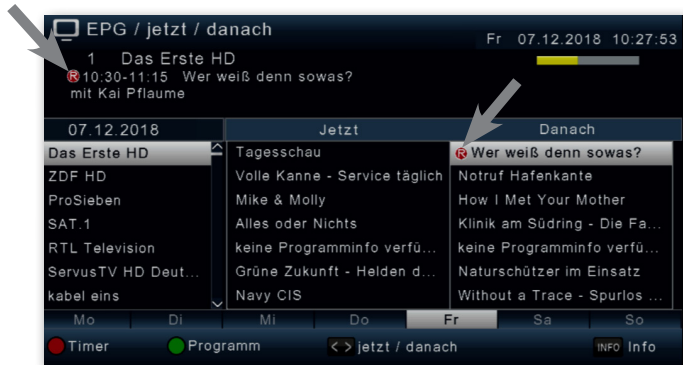 EPG / jetzt / danach
Fr 07.12.2018 10:27:53
1 Das Erste HD
R 10:30-11:15 Wer weiß denn sowas?
mit Kai Pflaume
07.12.2018 Jetzt Danach
Das Erste HD Tagesschau R Wer weiß denn sowas?
ZDF HD Volle Kanne - Service täglich Notruf Hafenkante
ProSieben Mike & Molly How I Met Your Mother
SAT.1 Alles oder Nichts Klinik am Südring - Die Fa...
RTL Television keine Programminfo verfü... keine Programminfo verfü...
ServusTV HD Deut... Grüne Zukunft - Helden d... Naturschützer im Einsatz
kabel eins Navy CIS Without a Trace - Spurlos ...
Mo Di Mi Do Fr Sa So
Timer Programm < > jetzt / danach INFO Info